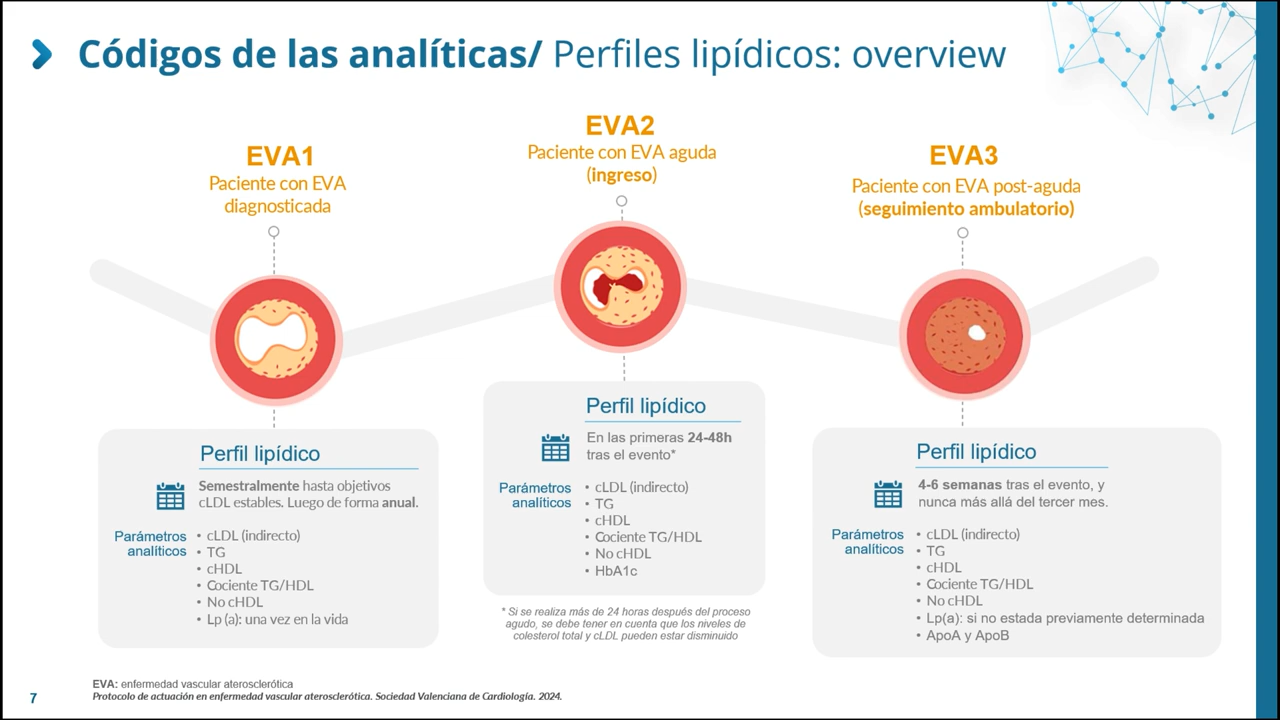 Códigos de las analíticas/ Perfiles lipídicos: overview
EVA1
Paciente con EVA
diagnosticada
EVA2
Paciente con EVA aguda
(ingreso)
EVA3
Paciente con EVA post-aguda
(seguimiento ambulatorio)
Perfil lipídico
Semestralmente hasta objetivos
cLDL estables. Luego de forma anual.
Parámetros
analíticos
• cLDL (indirecto)
• TG
• cHDL
• Cociente TG/HDL
• No cHDL
• Lp (a): una vez en la vida
Perfil lipídico
En las primeras 24-48h
tras el evento*
Parámetros
analíticos
• cLDL (indirecto)
• TG
• cHDL
• Cociente TG/HDL
• No cHDL
• HbA1c
* Si se realiza más de 24 horas después del proceso
agudo, se debe tener en cuenta que los niveles de
colesterol total y cLDL pueden estar disminuido
Perfil lipídico
4-6 semanas tras el evento, y
nunca más allá del tercer mes.
Parámetros
analíticos
• cLDL (indirecto)
• TG
• cHDL
• Cociente TG/HDL
• No cHDL
• Lp(a): si no estada previamente determinada
• ApoA y ApoB
EVA: enfermedad vascular aterosclerótica
Protocolo de actuación en enfermedad vascular aterosclerótica. Sociedad Valenciana de Cardiología. 2024.
7